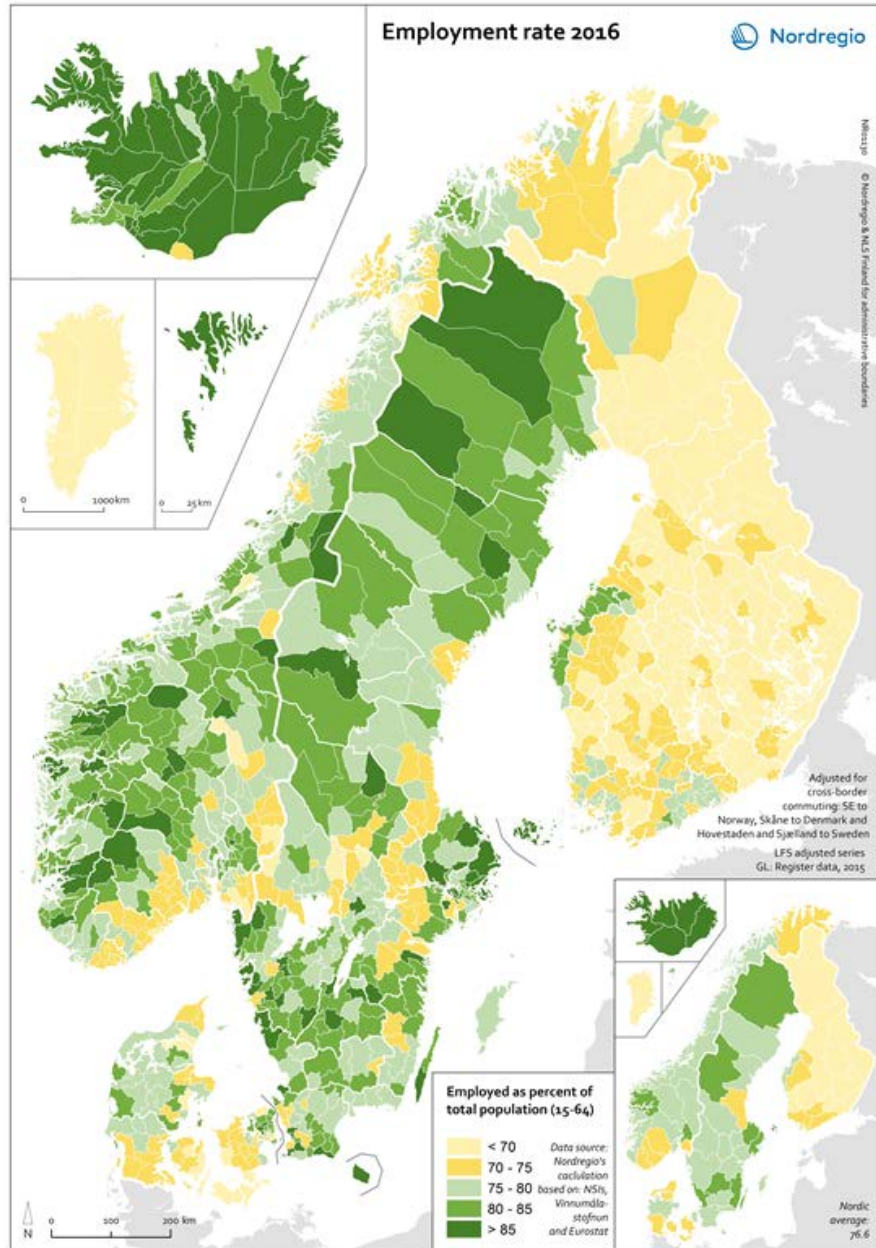 Employment rate 2016
Nordregio
NR01130 © Nordregio & NLS Finland for administrative boundaries
0 1000km
0 25km
Adjusted for
cross-border
commuting: SE to
Norway, Skåne to Denmark and
Hovestaden and Sjælland to Sweden
LFS adjusted series
GL: Register data, 2015
Employed as percent of
total population (15-64)
< 70
70 - 75
75 - 80
80 - 85
> 85
Data source:
Nordregio's
caclulation
based on: NSIs,
Vinnumála-
stofnun
and Eurostat
Nordic
average:
76.6
N
0 100 200 km